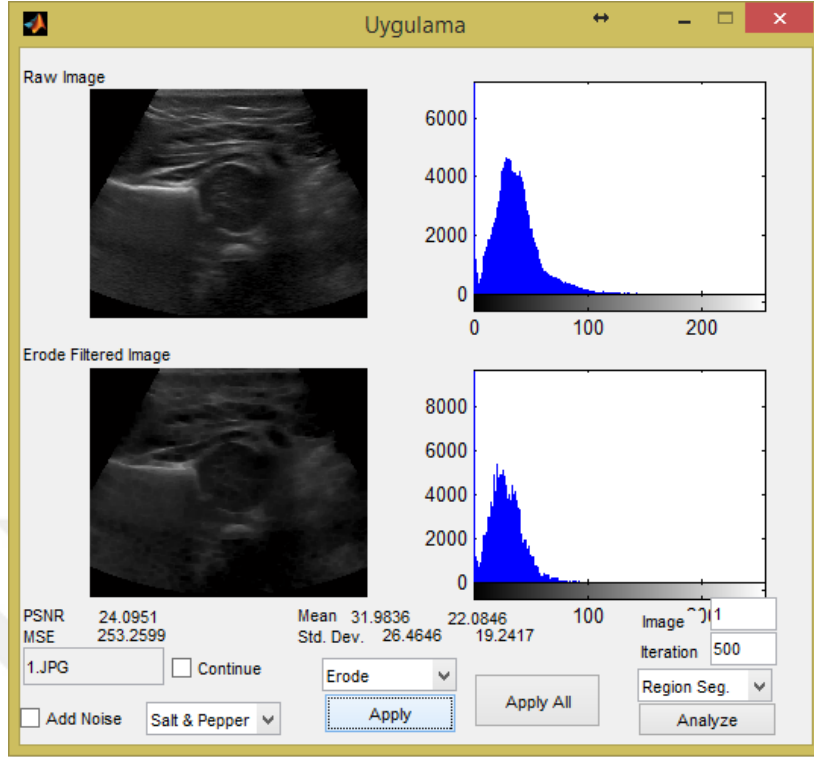 Uygulama
Raw Image
6000
4000
2000
0
0 100 200
Erode Filtered Image
8000
6000
4000
2000
0
100
PSNR 24.0951 Mean 31.9836 22.0846 Image 1
MSE 253.2599 Std. Dev. 26.4646 19.2417 Iteration 500
1.JPG Continue Erode Apply All Region Seg.
Add Noise Salt & Pepper Apply Analyze